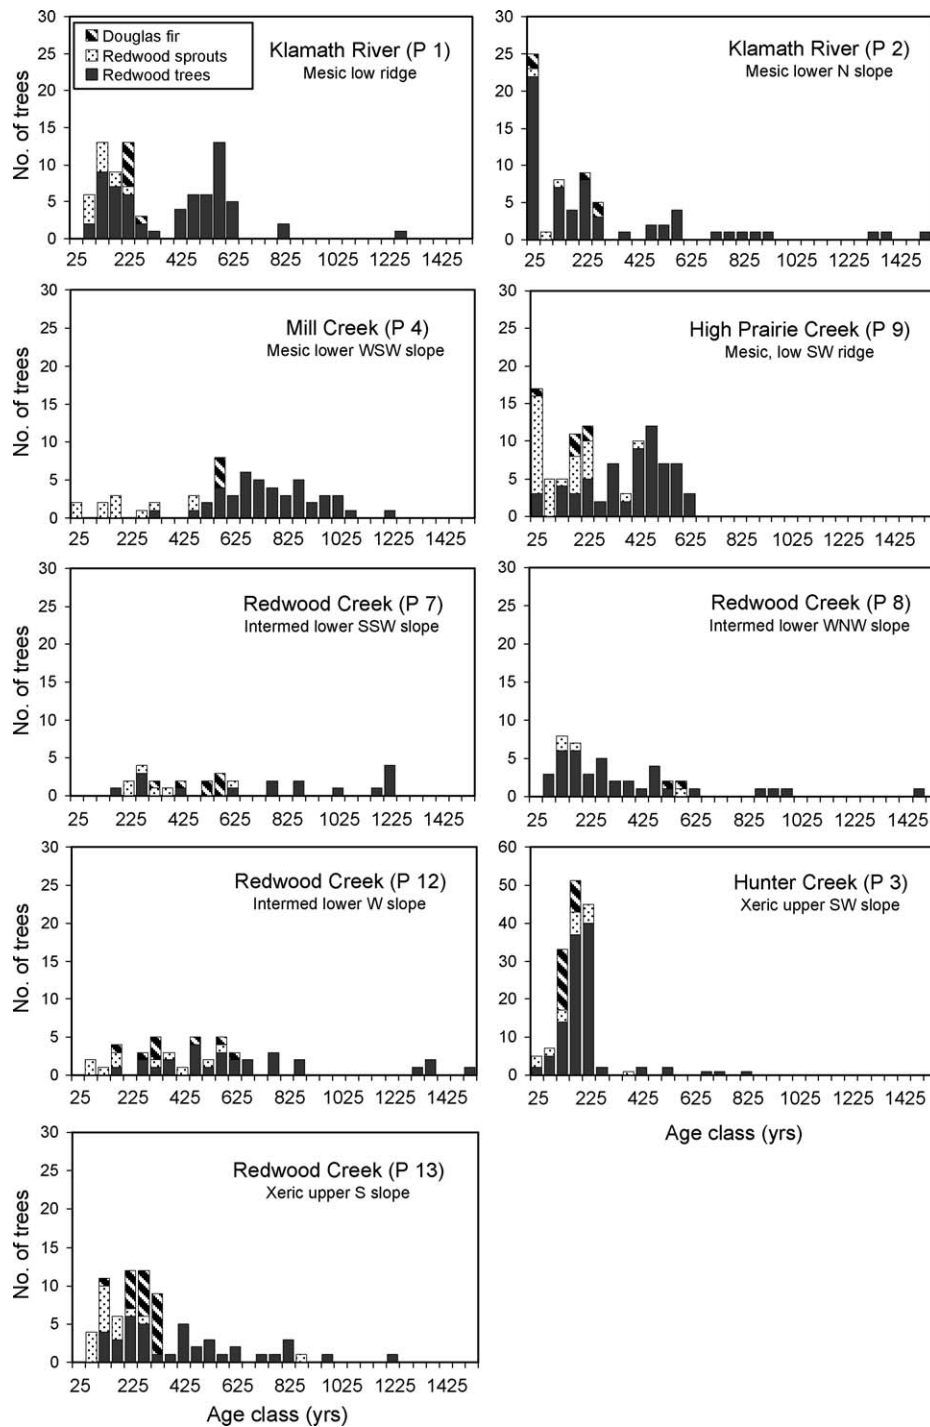 No. of trees
30
25
20
15
10
5
0
Douglas fir
Redwood sprouts
Redwood trees
Klamath River (P 1)
Mesic low ridge
25 225 425 625 825 1025 1225 1425
30
25
20
15
10
5
0
Klamath River (P 2)
Mesic lower N slope
25 225 425 625 825 1025 1225 1425
No. of trees
30
25
20
15
10
5
0
Mill Creek (P 4)
Mesic lower WSW slope
25 225 425 625 825 1025 1225 1425
30
25
20
15
10
5
0
High Prairie Creek (P 9)
Mesic, low SW ridge
25 225 425 625 825 1025 1225 1425
No. of trees
30
25
20
15
10
5
0
Redwood Creek (P 7)
Intermed lower SSW slope
25 225 425 625 825 1025 1225 1425
30
25
20
15
10
5
0
Redwood Creek (P 8)
Intermed lower WNW slope
25 225 425 625 825 1025 1225 1425
No. of trees
30
25
20
15
10
5
0
Redwood Creek (P 12)
Intermed lower W slope
25 225 425 625 825 1025 1225 1425
60
50
40
30
20
10
0
Hunter Creek (P 3)
Xeric upper SW slope
25 225 425 625 825 1025 1225 1425
Age class (yrs)
No. of trees
30
25
20
15
10
5
0
Redwood Creek (P 13)
Xeric upper S slope
25 225 425 625 825 1025 1225 1425
Age class (yrs)